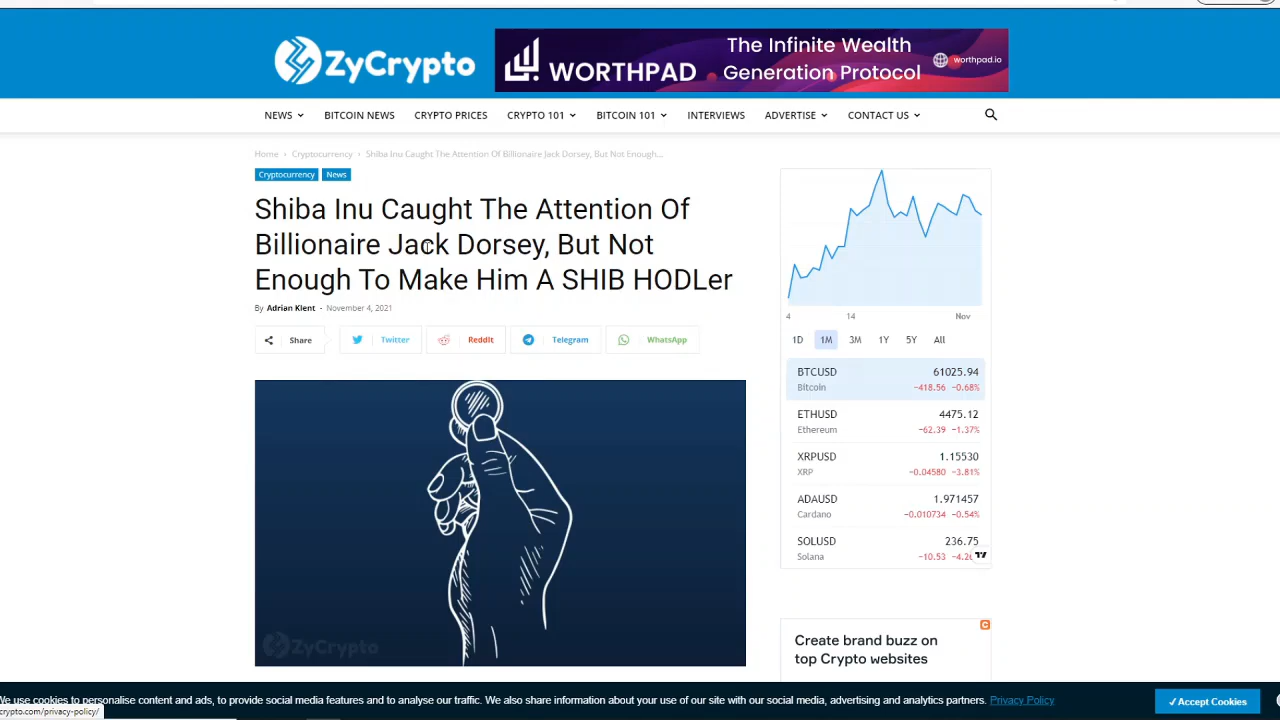 ZyCrypto
WORTHPAD
The Infinite Wealth
Generation Protocol
worthpad.io
NEWS
BITCOIN NEWS
CRYPTO PRICES
CRYPTO 101
BITCOIN 101
INTERVIEWS
ADVERTISE
CONTACT US
Home › Cryptocurrency › Shiba Inu Caught The Attention Of Billionaire Jack Dorsey, But Not Enough...
Cryptocurrency
News
Shiba Inu Caught The Attention Of
Billionaire Jack Dorsey, But Not
Enough To Make Him A SHIB HODLer
By Adrian Klent - November 4, 2021
Share
Twitter
ReddIt
Telegram
WhatsApp
ZyCrypto
4 14 Nov
1D 1M 3M 1Y 5Y All
BTCUSD 61025.94
Bitcoin −418.56 −0.68%
ETHUSD 4475.12
Ethereum −62.39 −1.37%
XRPUSD 1.15530
XRP −0.04580 −3.81%
ADAUSD 1.971457
Cardano −0.010734 −0.54%
SOLUSD 236.75
Solana −10.53
Create brand buzz on
top Crypto websites
We use cookies to personalise content and ads, to provide social media features and to analyse our traffic. We also share information about your use of our site with our social media, advertising and analytics partners. Privacy Policy
✓Accept Cookies
crypto.com/privacy-policy/